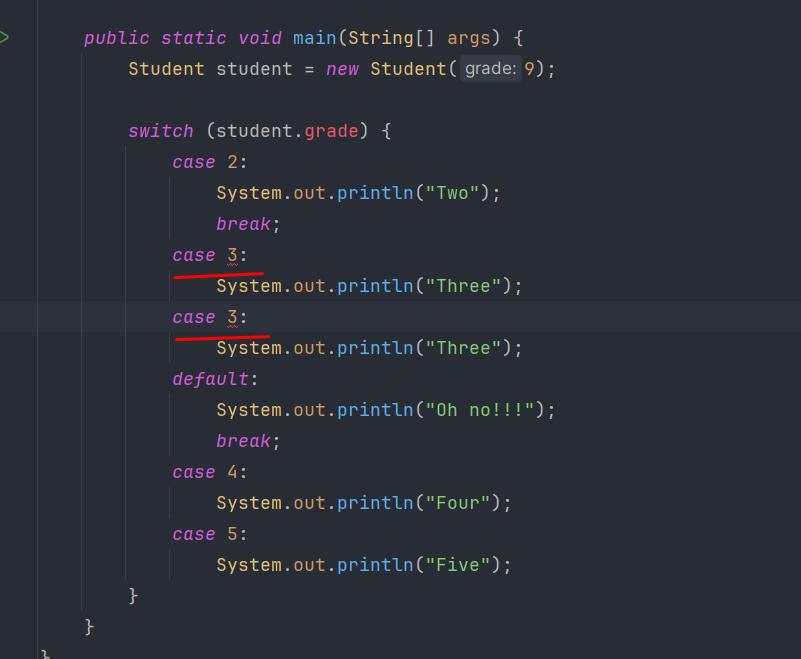 public static void main(String[] args) {
Student student = new Student( grade: 9);
switch (student.grade) {
case 2:
System.out.println("Two");
break;
case 3:
System.out.println("Three");
case 3:
System.out.println("Three");
default:
System.out.println("Oh no!!!");
break;
case 4:
System.out.println("Four");
case 5:
System.out.println("Five");
}
}
}